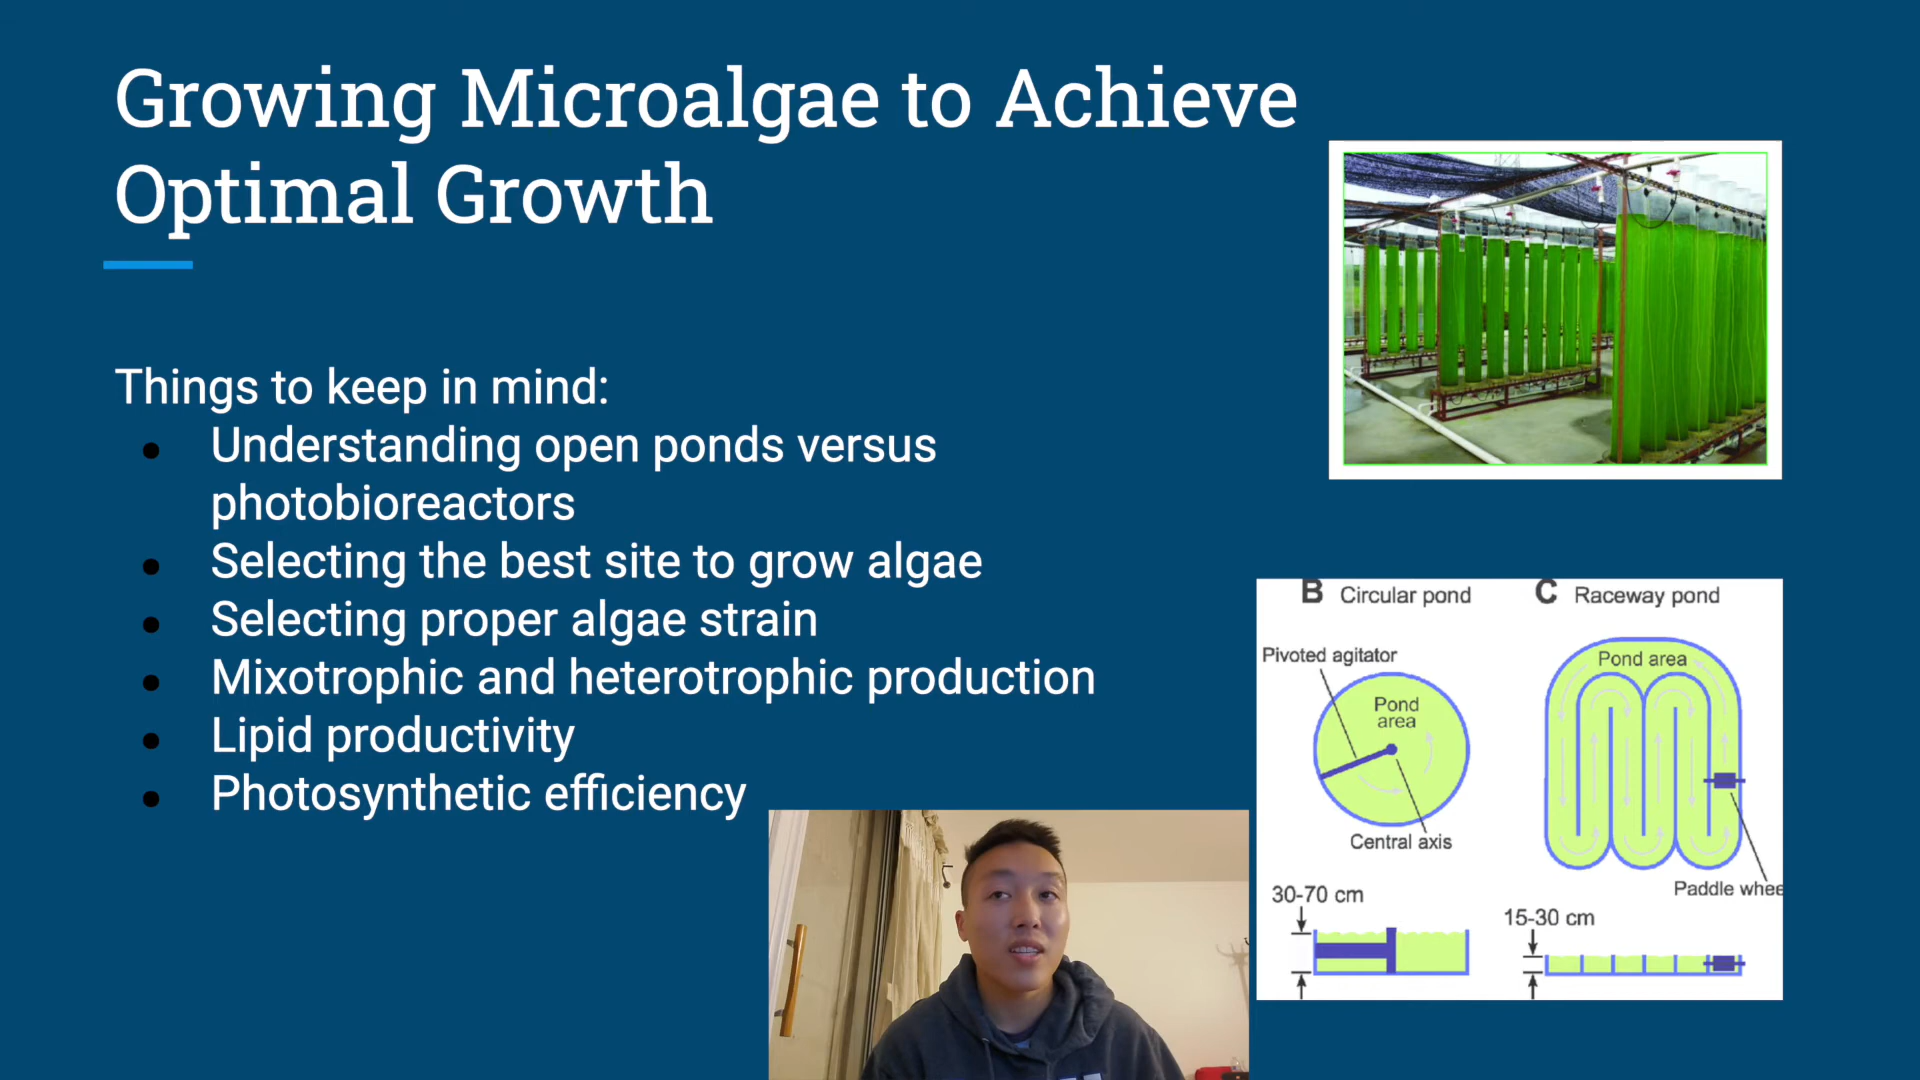 Growing Microalgae to Achieve
Optimal Growth
Things to keep in mind:
Understanding open ponds versus
photobioreactors
Selecting the best site to grow algae
Selecting proper algae strain
Mixotrophic and heterotrophic production
Lipid productivity
Photosynthetic efficiency
B Circular pond
Pivoted agitator
Pond
area
Central axis
30-70 cm
C Raceway pond
Pond area
Paddle whee
15-30 cm